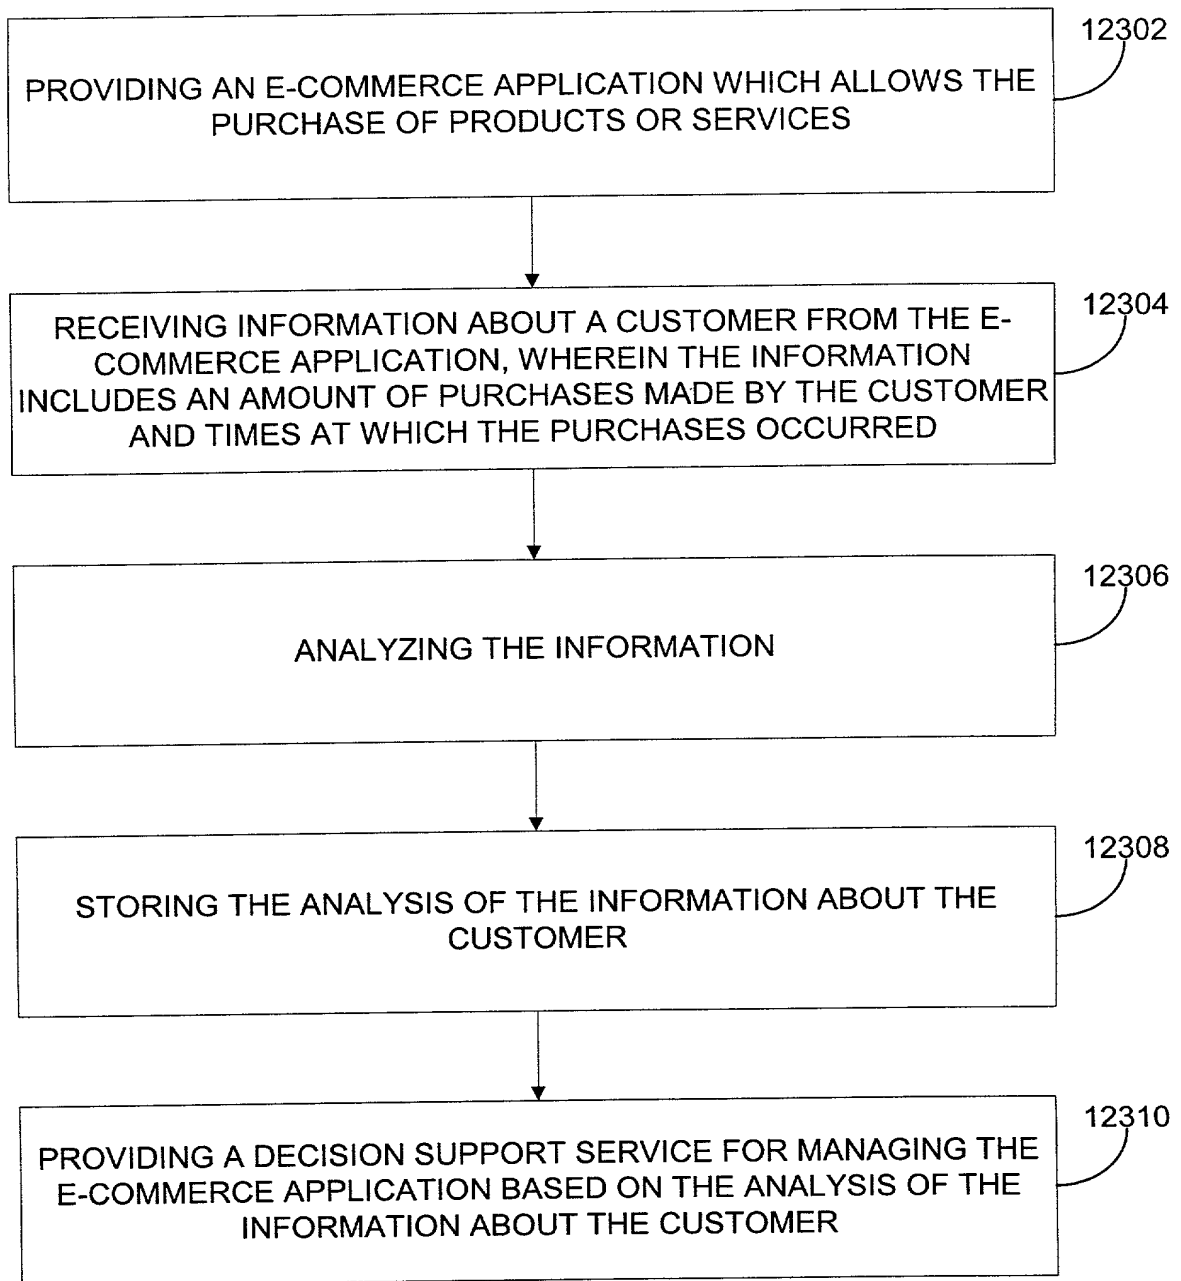 12302
PROVIDING AN E-COMMERCE APPLICATION WHICH ALLOWS THE
PURCHASE OF PRODUCTS OR SERVICES
12304
RECEIVING INFORMATION ABOUT A CUSTOMER FROM THE E-
COMMERCE APPLICATION, WHEREIN THE INFORMATION
INCLUDES AN AMOUNT OF PURCHASES MADE BY THE CUSTOMER
AND TIMES AT WHICH THE PURCHASES OCCURRED
12306
ANALYZING THE INFORMATION
12308
STORING THE ANALYSIS OF THE INFORMATION ABOUT THE
CUSTOMER
12310
PROVIDING A DECISION SUPPORT SERVICE FOR MANAGING THE
E-COMMERCE APPLICATION BASED ON THE ANALYSIS OF THE
INFORMATION ABOUT THE CUSTOMER